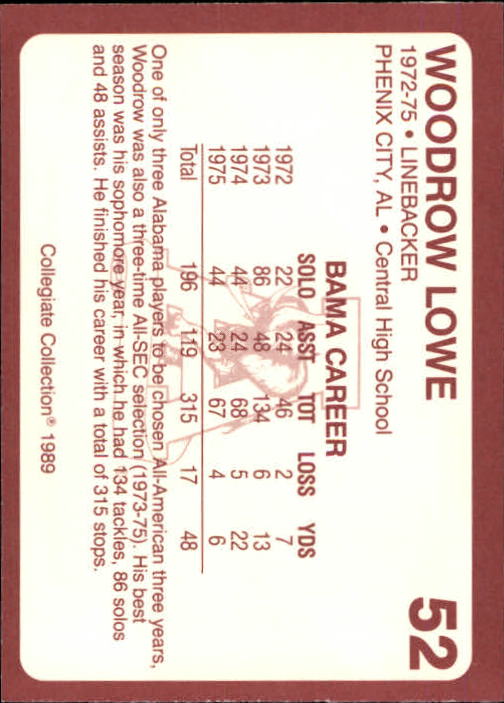 WOODROW LOWE 52
1972-75 • LINEBACKER
PHENIX CITY, AL • Central High School
BAMA CAREER
SOLO ASST TOT LOSS YDS
1972 22 24 46 2 7
1973 86 48 134 6 13
1974 44 24 68 5 22
1975 44 23 67 4 6
Total 196 119 315 17 48
One of only three Alabama players to be chosen All-American three years,
Woodrow was also a three-time All-SEC selection (1973-75). His best
season was his sophomore year, in which he had 134 tackles, 86 solos
and 48 assists. He finished his career with a total of 315 stops.
Collegiate Collection® 1989